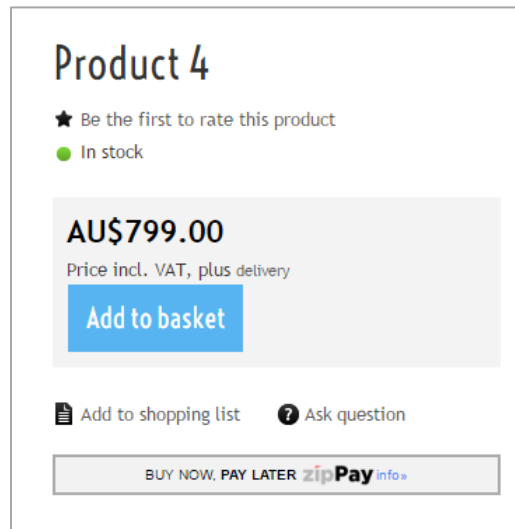 Product 4
Be the first to rate this product
In stock
AU$799.00
Price incl. VAT, plus delivery
Add to basket
Add to shopping list ? Ask question
BUY NOW, PAY LATER zipPay info»